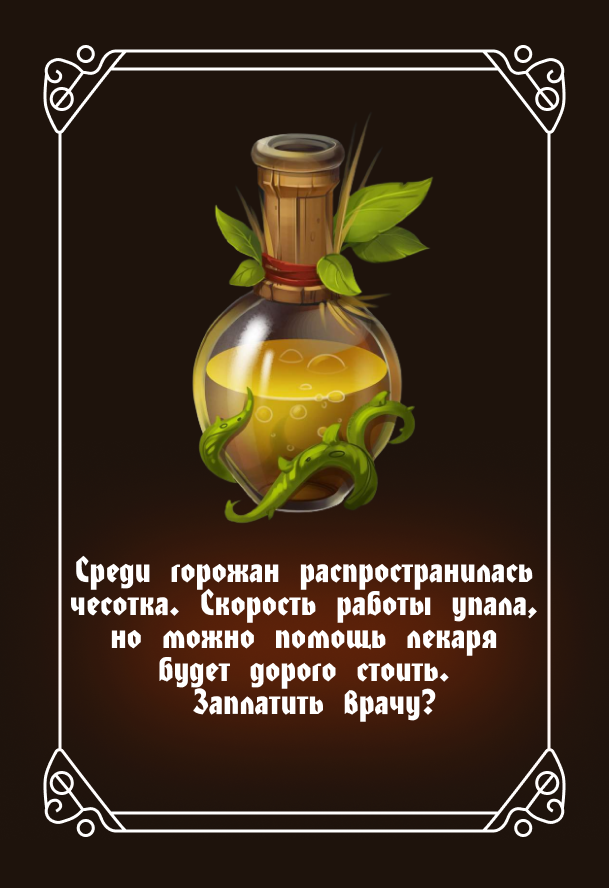 Среди горожан распространилась
чесотка. Скорость работы упала,
но можно помощь лекаря
будет дорого стоить.
Заплатить врачу?